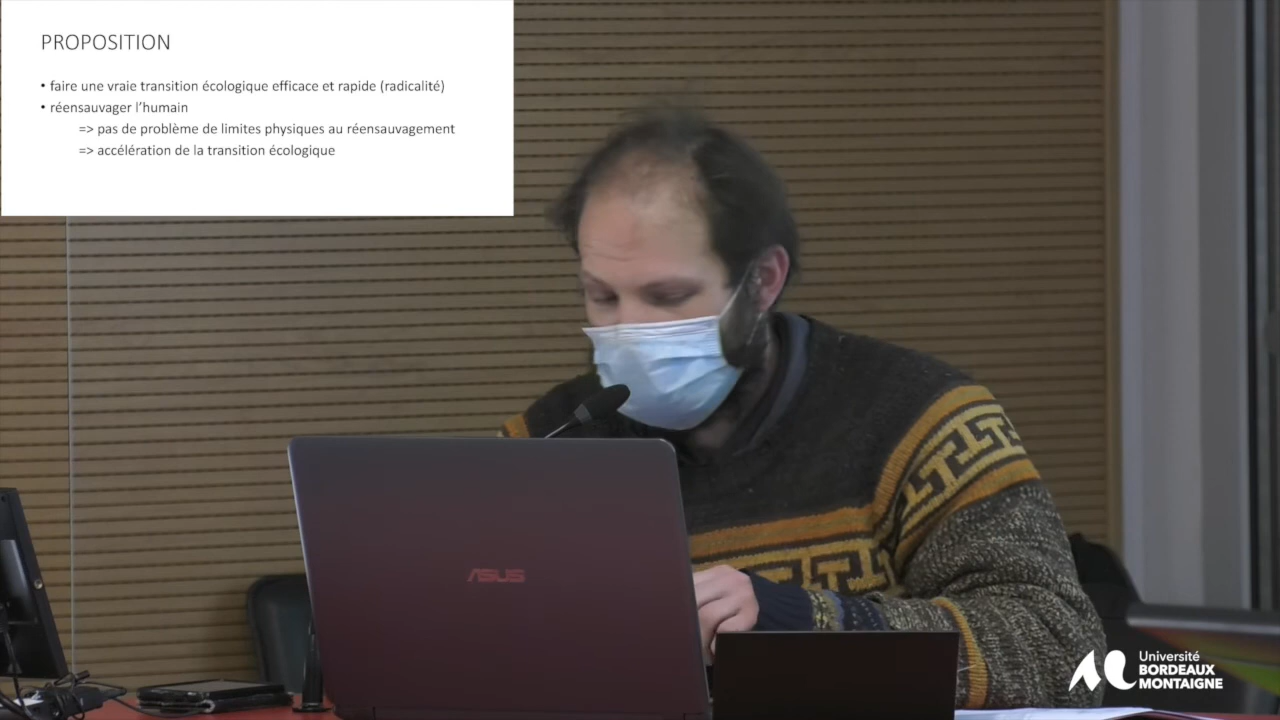 PROPOSITION
• faire une vraie transition écologique efficace et rapide (radicalité)
• réensauvager l'humain
=> pas de problème de limites physiques au réensauvagement
=> accélération de la transition écologique
ASUS
Université
BORDEAUX
MONTAIGNE